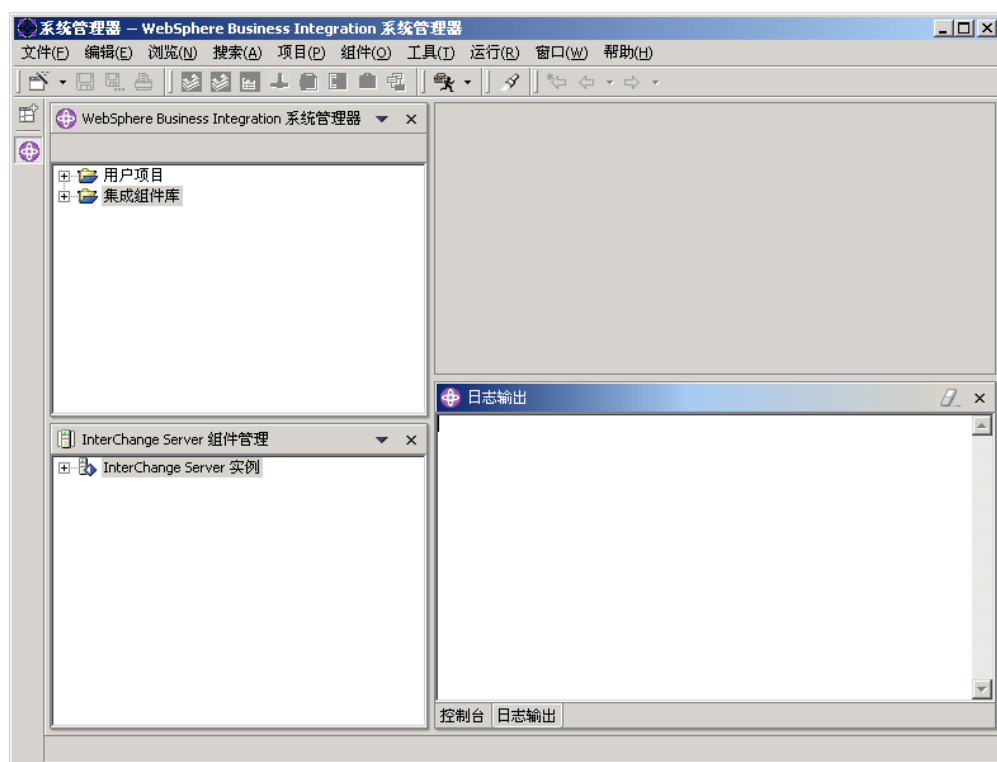 系统管理器 – WebSphere Business Integration 系统管理器
文件(F) 编辑(E) 浏览(N) 搜索(A) 项目(P) 组件(O) 工具(T) 运行(R) 窗口(W) 帮助(H)
WebSphere Business Integration 系统管理器
用户项目
集成组件库
日志输出
InterChange Server 组件管理
InterChange Server 实例
控制台 日志输出